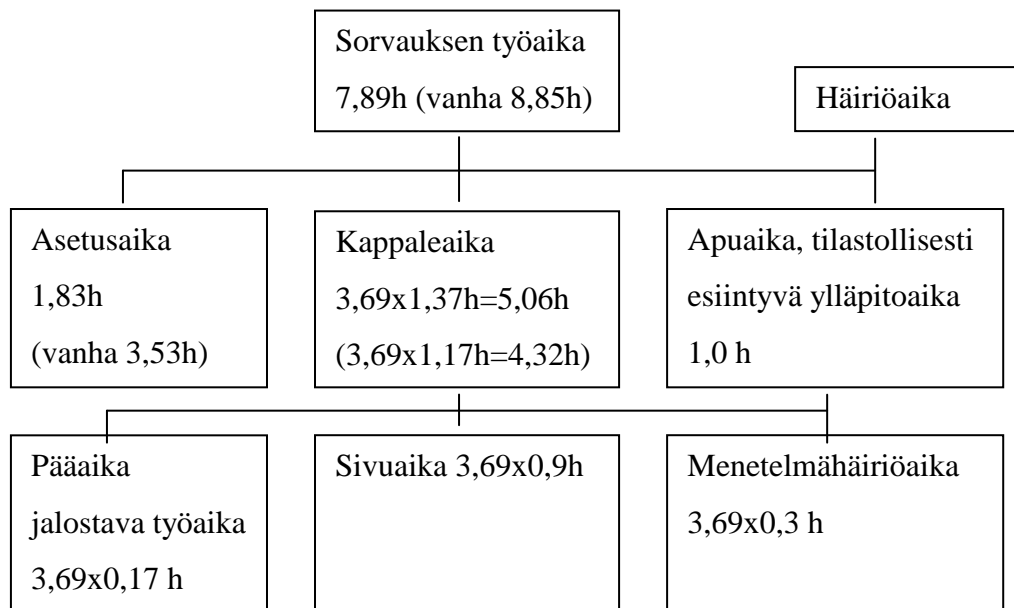 Sorvauksen työaika
7,89h (vanha 8,85h)
Häiriöaika
Asetusaika
1,83h
(vanha 3,53h)
Kappaleaika
3,69x1,37h=5,06h
(3,69x1,17h=4,32h)
Apuaika, tilastollisesti
esiintyvä ylläpitoaika
1,0 h
Pääaika
jalostava työaika
3,69x0,17 h
Sivuaika 3,69x0,9h
Menetelmähäiriöaika
3,69x0,3 h